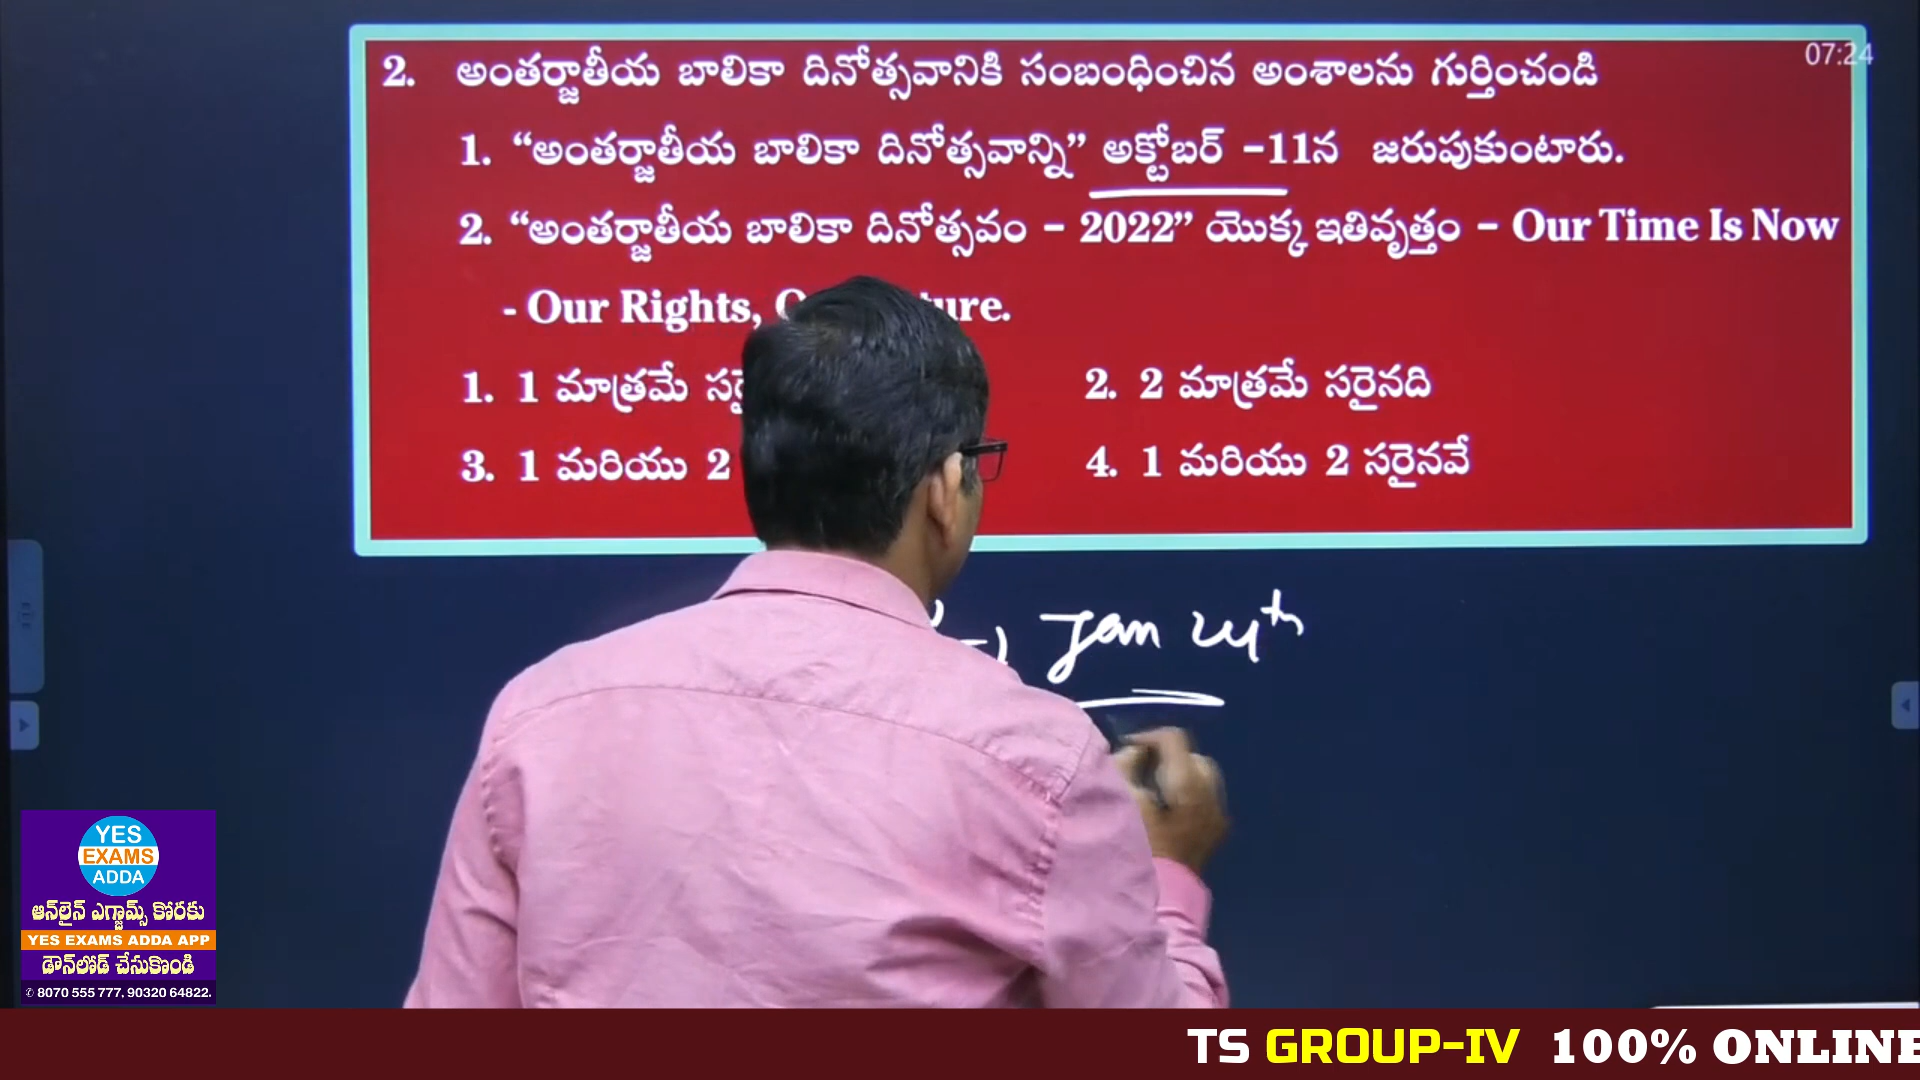 07:24
2. అంతర్జాతీయ బాలికా దినోత్సవానికి సంబంధించిన అంశాలను గుర్తించండి
1. “అంతర్జాతీయ బాలికా దినోత్సవాన్ని” అక్టోబర్ –11న జరుపుకుంటారు.
2. “అంతర్జాతీయ బాలికా దినోత్సవం – 2022” యొక్క ఇతివృత్తం – Our Time Is Now
- Our Rights,
1. 1 మాత్రమే
2. 2 మాత్రమే సరైనది
3. 1 మరియు 2
4. 1 మరియు 2 సరైనవే
Jan 24th
YES
EXAMS
ADDA
ఆన్‌లైన్ ఎగ్జామ్స్ కోరకు
YES EXAMS ADDA APP
డౌన్‌లోడ్ చేసుకొండి
✆ 8070 555 777, 90320 64822.
TS GROUP-IV 100% ONLINE